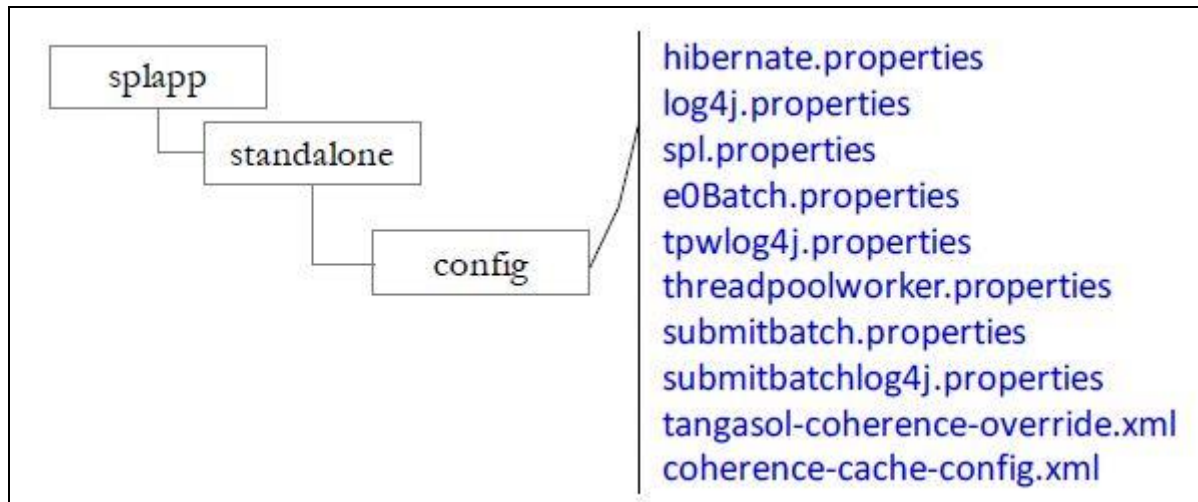 splapp
standalone
config
hibernate.properties
log4j.properties
spl.properties
e0Batch.properties
tpwlog4j.properties
threadpoolworker.properties
submitbatch.properties
submitbatchlog4j.properties
tangasol-coherence-override.xml
coherence-cache-config.xml